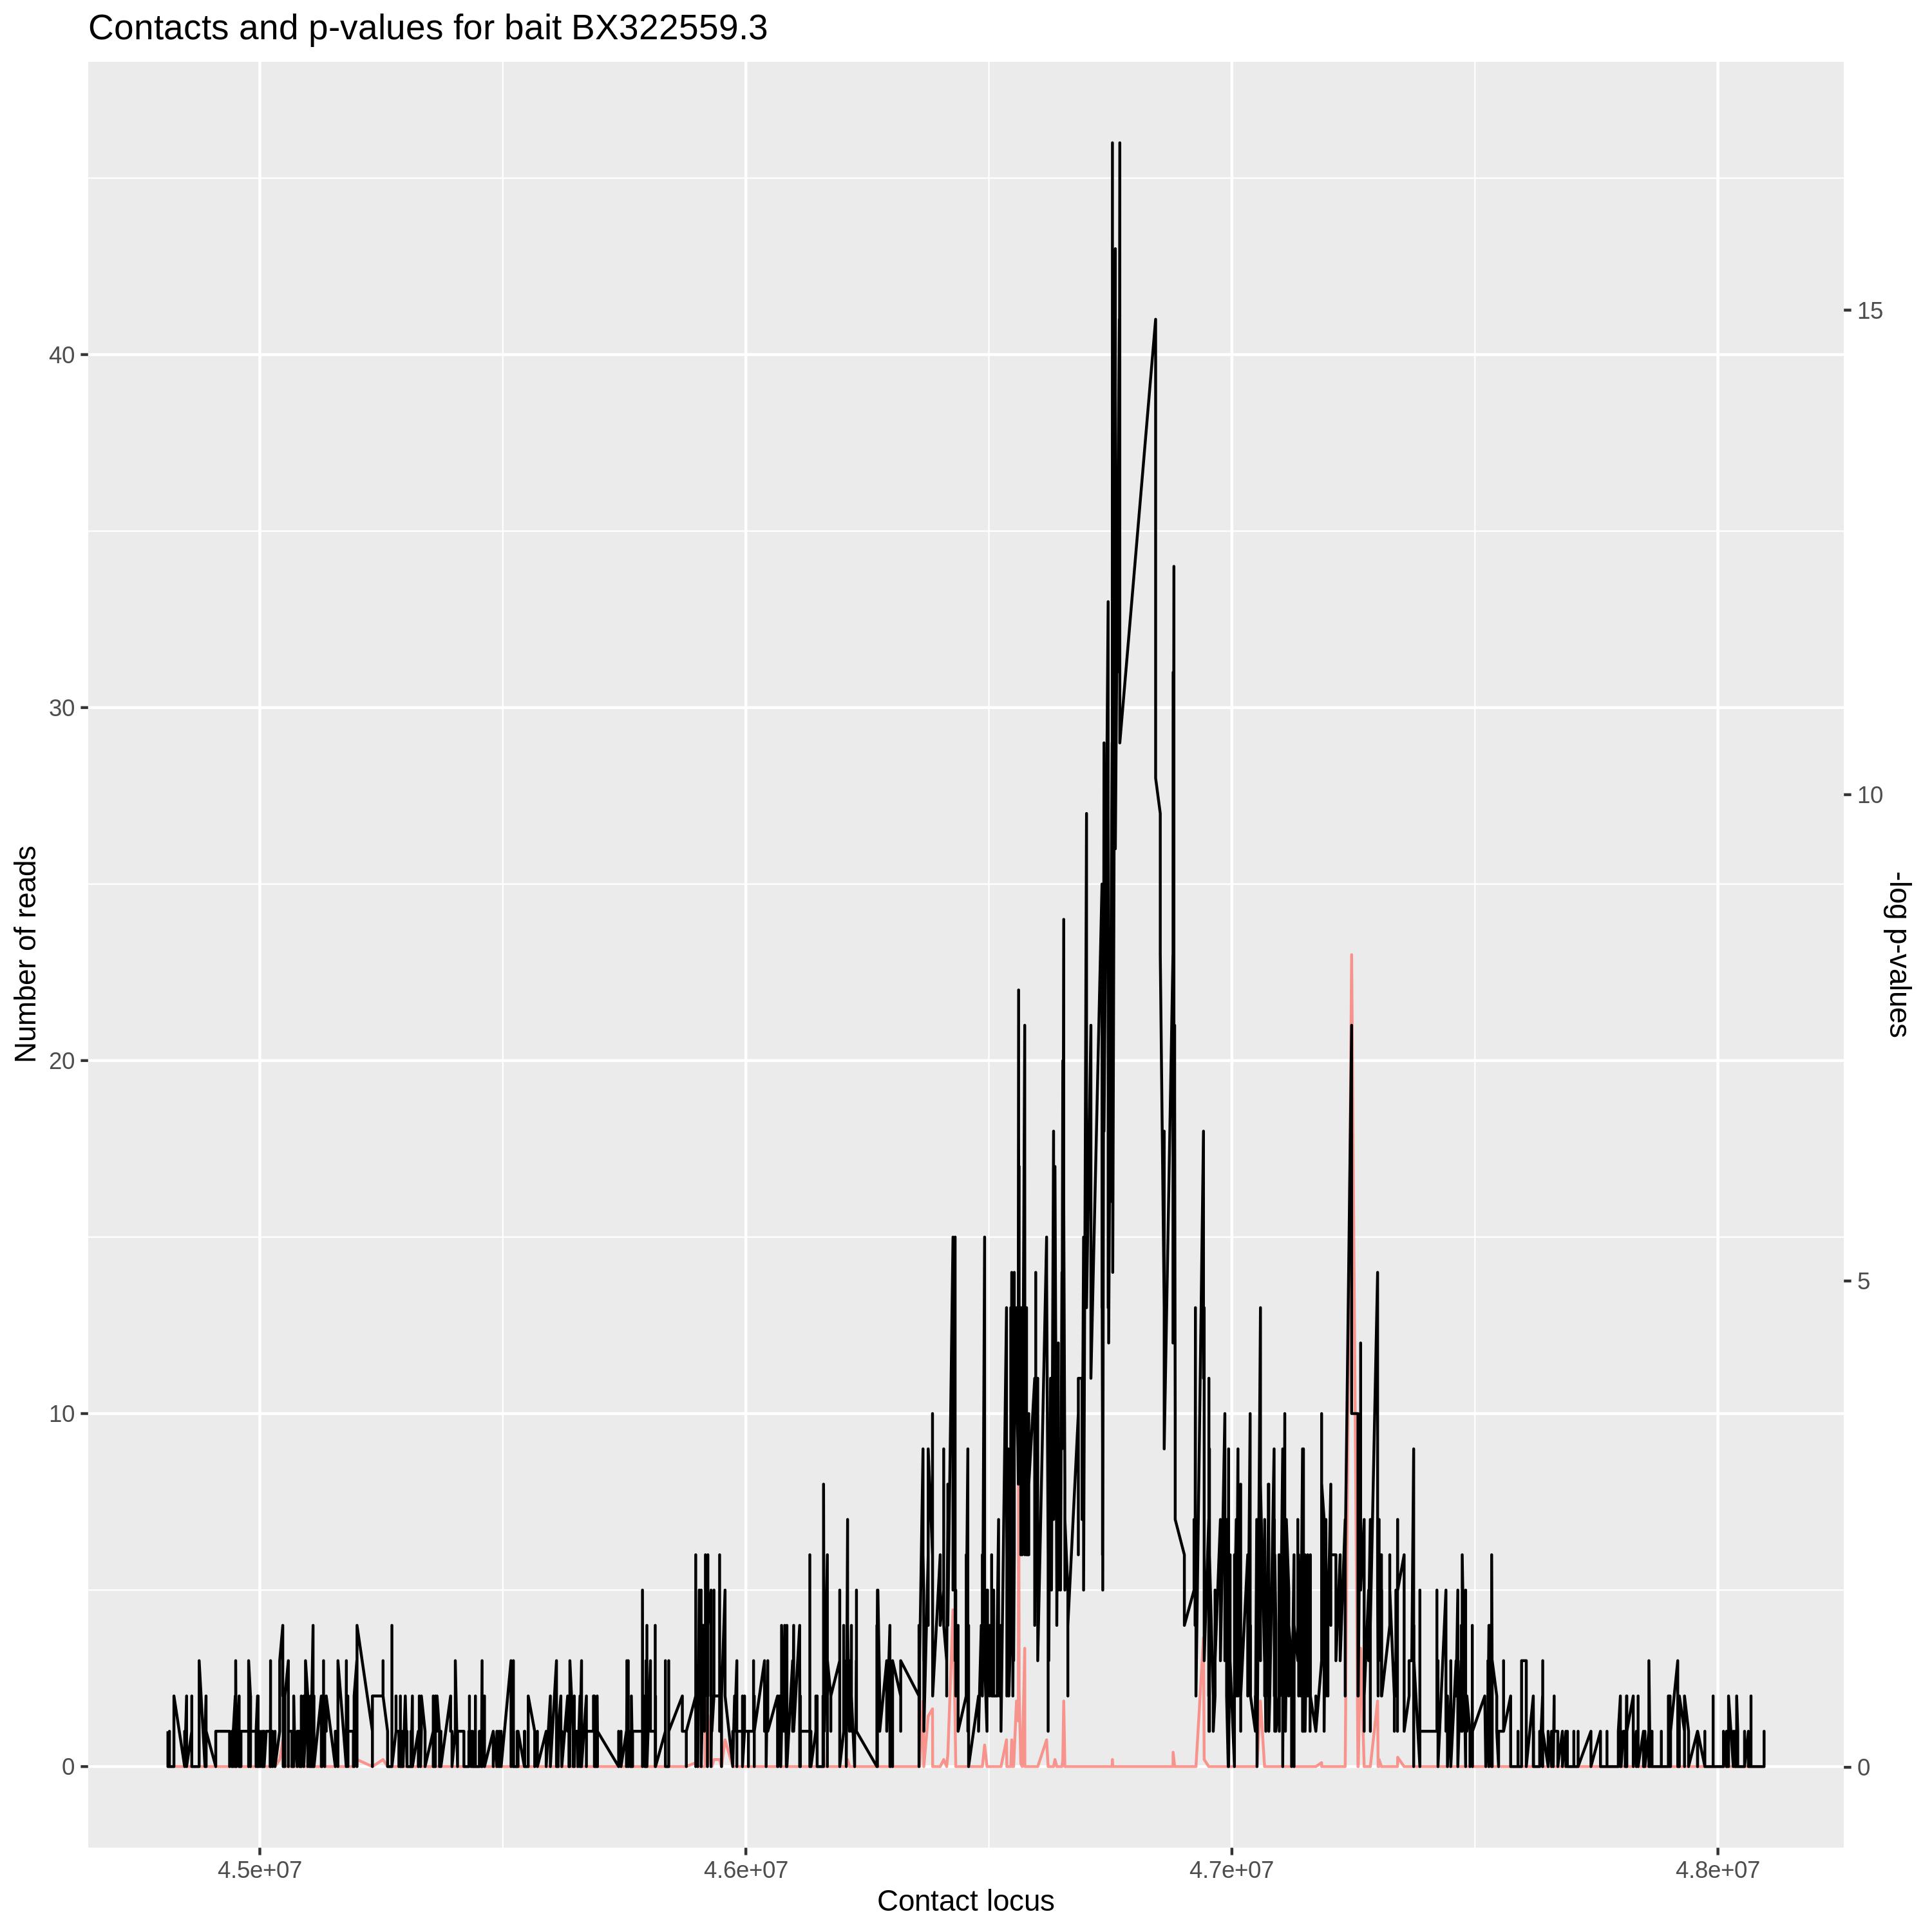 Contacts and p-values for bait BX322559.3
Number of reads
40
30
20
10
0
15
10
5
0
-log p-values
4.5e+07 4.6e+07 4.7e+07 4.8e+07
Contact locus